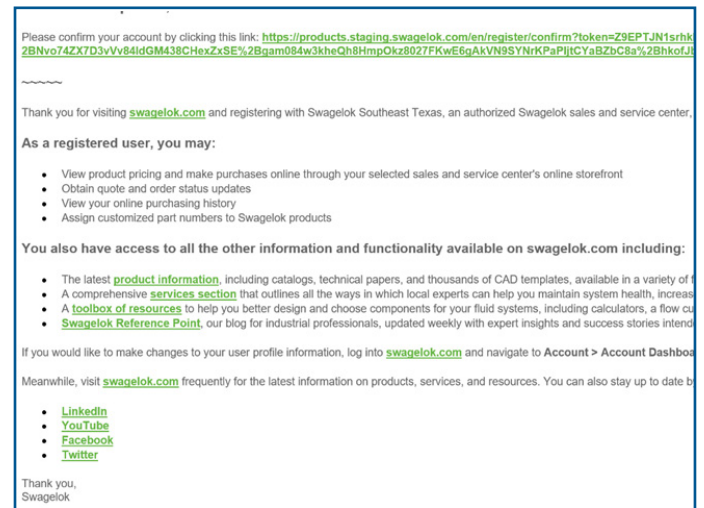 Please confirm your account by clicking this link: https://products.staging.swagelok.com/en/register/confirm?token=Z9EPTJN1srhk
2BNvo74ZX7D3vVv84ldGM438CHexZxSE%2Bgam084w3kheQh8HmpOkz8027FKwE6gAkVN9SYNrKPaPljtCYaBZbC8a%2BhkofJb
~~~~~
Thank you for visiting swagelok.com and registering with Swagelok Southeast Texas, an authorized Swagelok sales and service center,
As a registered user, you may:
• View product pricing and make purchases online through your selected sales and service center's online storefront
• Obtain quote and order status updates
• View your online purchasing history
• Assign customized part numbers to Swagelok products
You also have access to all the other information and functionality available on swagelok.com including:
• The latest product information, including catalogs, technical papers, and thousands of CAD templates, available in a variety of f
• A comprehensive services section that outlines all the ways in which local experts can help you maintain system health, increas
• A toolbox of resources to help you better design and choose components for your fluid systems, including calculators, a flow cu
• Swagelok Reference Point, our blog for industrial professionals, updated weekly with expert insights and success stories intend
If you would like to make changes to your user profile information, log into swagelok.com and navigate to Account > Account Dashboa
Meanwhile, visit swagelok.com frequently for the latest information on products, services, and resources. You can also stay up to date b
• LinkedIn
• YouTube
• Facebook
• Twitter
Thank you,
Swagelok